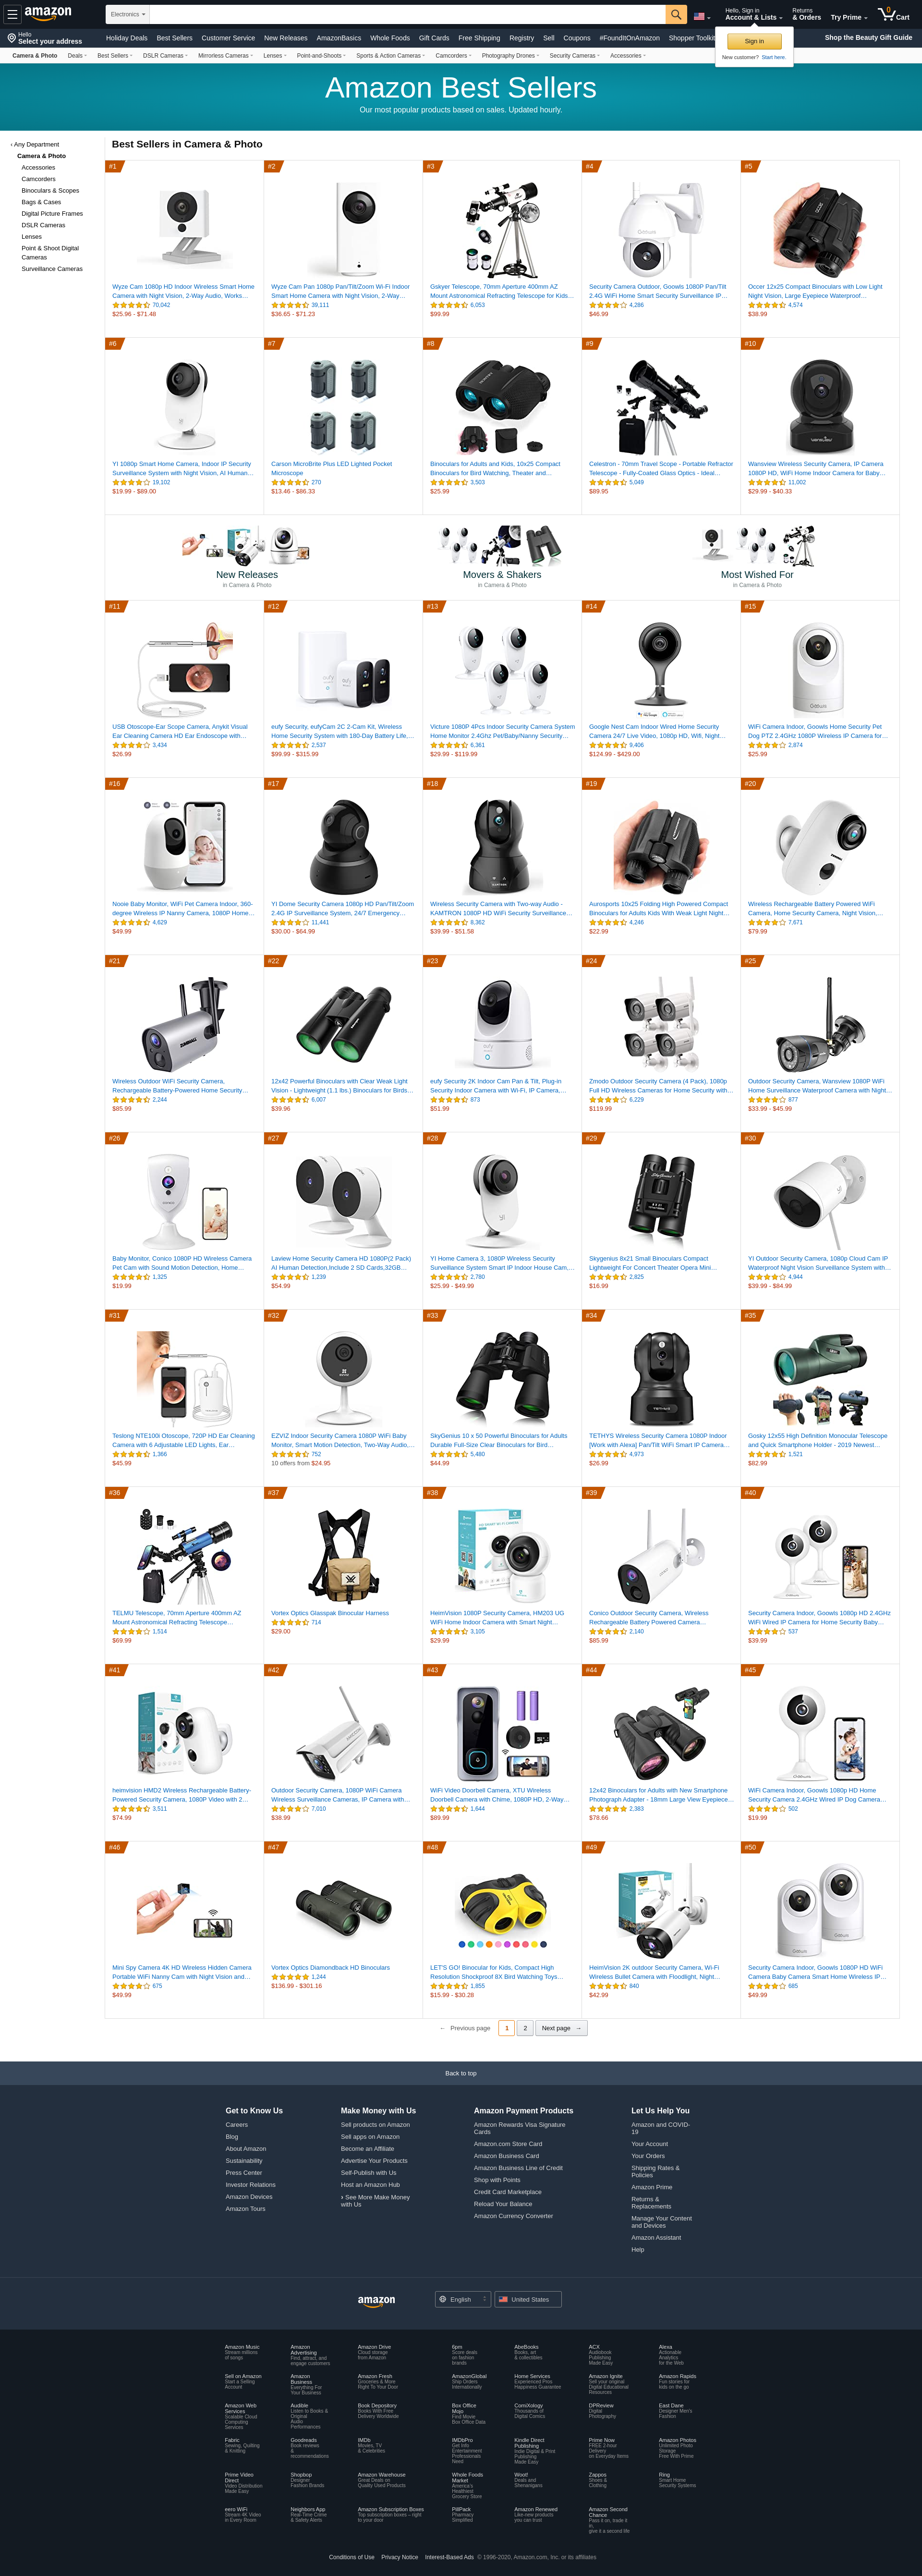 Hello
Select your address
amazon
Electronics
Hello, Sign in
Account & Lists
Returns
& Orders
Try Prime
0
Cart
Holiday Deals Best Sellers Customer Service New Releases AmazonBasics Whole Foods Gift Cards Free Shipping Registry Sell Coupons #FoundItOnAmazon Shopper Toolkit
Shop the Beauty Gift Guide
Sign in
New customer? Start here.
Camera & Photo Deals Best Sellers DSLR Cameras Mirrorless Cameras Lenses Point-and-Shoots Sports & Action Cameras Camcorders Photography Drones Security Cameras Accessories
Amazon Best Sellers
Our most popular products based on sales. Updated hourly.
‹ Any Department
Camera & Photo
Accessories
Camcorders
Binoculars & Scopes
Bags & Cases
Digital Picture Frames
DSLR Cameras
Lenses
Point & Shoot Digital
Cameras
Surveillance Cameras
Best Sellers in Camera & Photo
#1
Wyze Cam 1080p HD Indoor Wireless Smart Home
Camera with Night Vision, 2-Way Audio, Works…
70,042
$25.96 - $71.48
#2
Wyze Cam Pan 1080p Pan/Tilt/Zoom Wi-Fi Indoor
Smart Home Camera with Night Vision, 2-Way…
39,111
$36.65 - $71.23
#3
Gskyer Telescope, 70mm Aperture 400mm AZ
Mount Astronomical Refracting Telescope for Kids…
6,053
$99.99
#4
Security Camera Outdoor, Goowls 1080P Pan/Tilt
2.4G WiFi Home Smart Security Surveillance IP…
4,286
$46.99
#5
Occer 12x25 Compact Binoculars with Low Light
Night Vision, Large Eyepiece Waterproof…
4,574
$38.99
#6
YI 1080p Smart Home Camera, Indoor IP Security
Surveillance System with Night Vision, AI Human…
19,102
$19.99 - $89.00
#7
Carson MicroBrite Plus LED Lighted Pocket
Microscope
270
$13.46 - $86.33
#8
Binoculars for Adults and Kids, 10x25 Compact
Binoculars for Bird Watching, Theater and…
3,503
$25.99
#9
Celestron - 70mm Travel Scope - Portable Refractor
Telescope - Fully-Coated Glass Optics - Ideal…
5,049
$89.95
#10
Wansview Wireless Security Camera, IP Camera
1080P HD, WiFi Home Indoor Camera for Baby…
11,002
$29.99 - $40.33
New Releases
in Camera & Photo
Movers & Shakers
in Camera & Photo
Most Wished For
in Camera & Photo
#11
USB Otoscope-Ear Scope Camera, Anykit Visual
Ear Cleaning Camera HD Ear Endoscope with…
3,434
$26.99
#12
eufy Security, eufyCam 2C 2-Cam Kit, Wireless
Home Security System with 180-Day Battery Life,…
2,537
$99.99 - $315.99
#13
Victure 1080P 4Pcs Indoor Security Camera System
Home Monitor 2.4Ghz Pet/Baby/Nanny Security…
6,361
$29.99 - $119.99
#14
Google Nest Cam Indoor Wired Home Security
Camera 24/7 Live Video, 1080p HD, Wifi, Night…
9,406
$124.99 - $429.00
#15
WiFi Camera Indoor, Goowls Home Security Pet
Dog PTZ 2.4GHz 1080P Wireless IP Camera for…
2,874
$25.99
#16
Nooie Baby Monitor, WiFi Pet Camera Indoor, 360-
degree Wireless IP Nanny Camera, 1080P Home…
4,629
$49.99
#17
YI Dome Security Camera 1080p HD Pan/Tilt/Zoom
2.4G IP Surveillance System, 24/7 Emergency…
11,441
$30.00 - $64.99
#18
Wireless Security Camera with Two-way Audio -
KAMTRON 1080P HD WiFi Security Surveillance…
8,362
$39.99 - $51.58
#19
Aurosports 10x25 Folding High Powered Compact
Binoculars for Adults Kids With Weak Light Night…
4,246
$22.99
#20
Wireless Rechargeable Battery Powered WiFi
Camera, Home Security Camera, Night Vision,…
7,671
$79.99
#21
Wireless Outdoor WiFi Security Camera,
Rechargeable Battery-Powered Home Security…
2,244
$85.99
#22
12x42 Powerful Binoculars with Clear Weak Light
Vision - Lightweight (1.1 lbs.) Binoculars for Birds…
6,007
$39.96
#23
eufy Security 2K Indoor Cam Pan & Tilt, Plug-in
Security Indoor Camera with Wi-Fi, IP Camera,…
873
$51.99
#24
Zmodo Outdoor Security Camera (4 Pack), 1080p
Full HD Wireless Cameras for Home Security with…
6,229
$119.99
#25
Outdoor Security Camera, Wansview 1080P WiFi
Home Surveillance Waterproof Camera with Night…
877
$33.99 - $45.99
#26
Baby Monitor, Conico 1080P HD Wireless Camera
Pet Cam with Sound Motion Detection, Home…
1,325
$19.99
#27
Laview Home Security Camera HD 1080P(2 Pack)
AI Human Detection,Include 2 SD Cards,32GB…
1,239
$54.99
#28
YI Home Camera 3, 1080P Wireless Security
Surveillance System Smart IP Indoor House Cam,…
2,780
$25.99 - $49.99
#29
Skygenius 8x21 Small Binoculars Compact
Lightweight For Concert Theater Opera Mini…
2,825
$16.99
#30
YI Outdoor Security Camera, 1080p Cloud Cam IP
Waterproof Night Vision Surveillance System with…
4,944
$39.99 - $84.99
#31
Teslong NTE100i Otoscope, 720P HD Ear Cleaning
Camera with 6 Adjustable LED Lights, Ear…
1,366
$45.99
#32
EZVIZ Indoor Security Camera 1080P WiFi Baby
Monitor, Smart Motion Detection, Two-Way Audio,…
752
10 offers from $24.95
#33
SkyGenius 10 x 50 Powerful Binoculars for Adults
Durable Full-Size Clear Binoculars for Bird…
5,480
$44.99
#34
TETHYS Wireless Security Camera 1080P Indoor
[Work with Alexa] Pan/Tilt WiFi Smart IP Camera…
4,973
$26.99
#35
Gosky 12x55 High Definition Monocular Telescope
and Quick Smartphone Holder - 2019 Newest…
1,521
$82.99
#36
TELMU Telescope, 70mm Aperture 400mm AZ
Mount Astronomical Refracting Telescope…
1,514
$69.99
#37
Vortex Optics Glasspak Binocular Harness
714
$29.00
#38
HeimVision 1080P Security Camera, HM203 UG
WiFi Home Indoor Camera with Smart Night…
3,105
$29.99
#39
Conico Outdoor Security Camera, Wireless
Rechargeable Battery Powered Camera…
2,140
$85.99
#40
Security Camera Indoor, Goowls 1080p HD 2.4GHz
WiFi Wired IP Camera for Home Security Baby…
537
$39.99
#41
heimvision HMD2 Wireless Rechargeable Battery-
Powered Security Camera, 1080P Video with 2…
3,511
$74.99
#42
Outdoor Security Camera, 1080P WiFi Camera
Wireless Surveillance Cameras, IP Camera with…
7,010
$38.99
#43
WiFi Video Doorbell Camera, XTU Wireless
Doorbell Camera with Chime, 1080P HD, 2-Way…
1,644
$89.99
#44
12x42 Binoculars for Adults with New Smartphone
Photograph Adapter - 18mm Large View Eyepiece…
2,383
$78.66
#45
WiFi Camera Indoor, Goowls 1080p HD Home
Security Camera 2.4GHz Wired IP Dog Camera…
502
$19.99
#46
Mini Spy Camera 4K HD Wireless Hidden Camera
Portable WiFi Nanny Cam with Night Vision and…
675
$49.99
#47
Vortex Optics Diamondback HD Binoculars
1,244
$136.99 - $301.16
#48
LET'S GO! Binocular for Kids, Compact High
Resolution Shockproof 8X Bird Watching Toys…
1,855
$15.99 - $30.28
#49
HeimVision 2K outdoor Security Camera, Wi-Fi
Wireless Bullet Camera with Floodlight, Night…
840
$42.99
#50
Security Camera Indoor, Goowls 1080P HD WiFi
Camera Baby Camera Smart Home Wireless IP…
685
$49.99
← Previous page 1 2 Next page →
Back to top
Get to Know Us
Careers
Blog
About Amazon
Sustainability
Press Center
Investor Relations
Amazon Devices
Amazon Tours
Make Money with Us
Sell products on Amazon
Sell apps on Amazon
Become an Affiliate
Advertise Your Products
Self-Publish with Us
Host an Amazon Hub
› See More Make Money
with Us
Amazon Payment Products
Amazon Rewards Visa Signature
Cards
Amazon.com Store Card
Amazon Business Card
Amazon Business Line of Credit
Shop with Points
Credit Card Marketplace
Reload Your Balance
Amazon Currency Converter
Let Us Help You
Amazon and COVID-
19
Your Account
Your Orders
Shipping Rates &
Policies
Amazon Prime
Returns &
Replacements
Manage Your Content
and Devices
Amazon Assistant
Help
amazon
English
United States
Amazon Music
Stream millions
of songs
Amazon
Advertising
Find, attract, and
engage customers
Amazon Drive
Cloud storage
from Amazon
6pm
Score deals
on fashion
brands
AbeBooks
Books, art
& collectibles
ACX
Audiobook
Publishing
Made Easy
Alexa
Actionable
Analytics
for the Web
Sell on Amazon
Start a Selling
Account
Amazon
Business
Everything For
Your Business
Amazon Fresh
Groceries & More
Right To Your Door
AmazonGlobal
Ship Orders
Internationally
Home Services
Experienced Pros
Happiness Guarantee
Amazon Ignite
Sell your original
Digital Educational
Resources
Amazon Rapids
Fun stories for
kids on the go
Amazon Web
Services
Scalable Cloud
Computing
Services
Audible
Listen to Books &
Original
Audio
Performances
Book Depository
Books With Free
Delivery Worldwide
Box Office
Mojo
Find Movie
Box Office Data
ComiXology
Thousands of
Digital Comics
DPReview
Digital
Photography
East Dane
Designer Men's
Fashion
Fabric
Sewing, Quilting
& Knitting
Goodreads
Book reviews
&
recommendations
IMDb
Movies, TV
& Celebrities
IMDbPro
Get Info
Entertainment
Professionals
Need
Kindle Direct
Publishing
Indie Digital & Print
Publishing
Made Easy
Prime Now
FREE 2-hour
Delivery
on Everyday Items
Amazon Photos
Unlimited Photo
Storage
Free With Prime
Prime Video
Direct
Video Distribution
Made Easy
Shopbop
Designer
Fashion Brands
Amazon Warehouse
Great Deals on
Quality Used Products
Whole Foods
Market
America's
Healthiest
Grocery Store
Woot!
Deals and
Shenanigans
Zappos
Shoes &
Clothing
Ring
Smart Home
Security Systems
eero WiFi
Stream 4K Video
in Every Room
Neighbors App
Real-Time Crime
& Safety Alerts
Amazon Subscription Boxes
Top subscription boxes – right
to your door
PillPack
Pharmacy
Simplified
Amazon Renewed
Like-new products
you can trust
Amazon Second
Chance
Pass it on, trade it
in,
give it a second life
Conditions of Use Privacy Notice Interest-Based Ads © 1996-2020, Amazon.com, Inc. or its affiliates